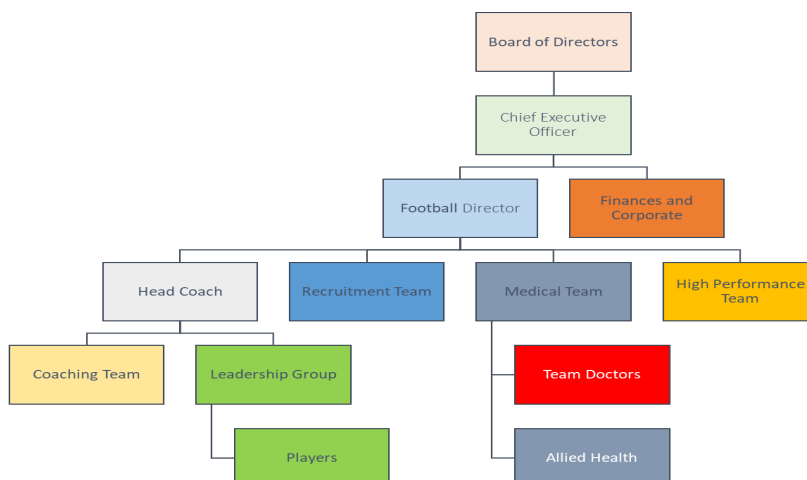 Board of Directors
Chief Executive
Officer
Football Director
Finances and
Corporate
Head Coach
Recruitment Team
Medical Team
High Performance
Team
Coaching Team
Leadership Group
Team Doctors
Players
Allied Health